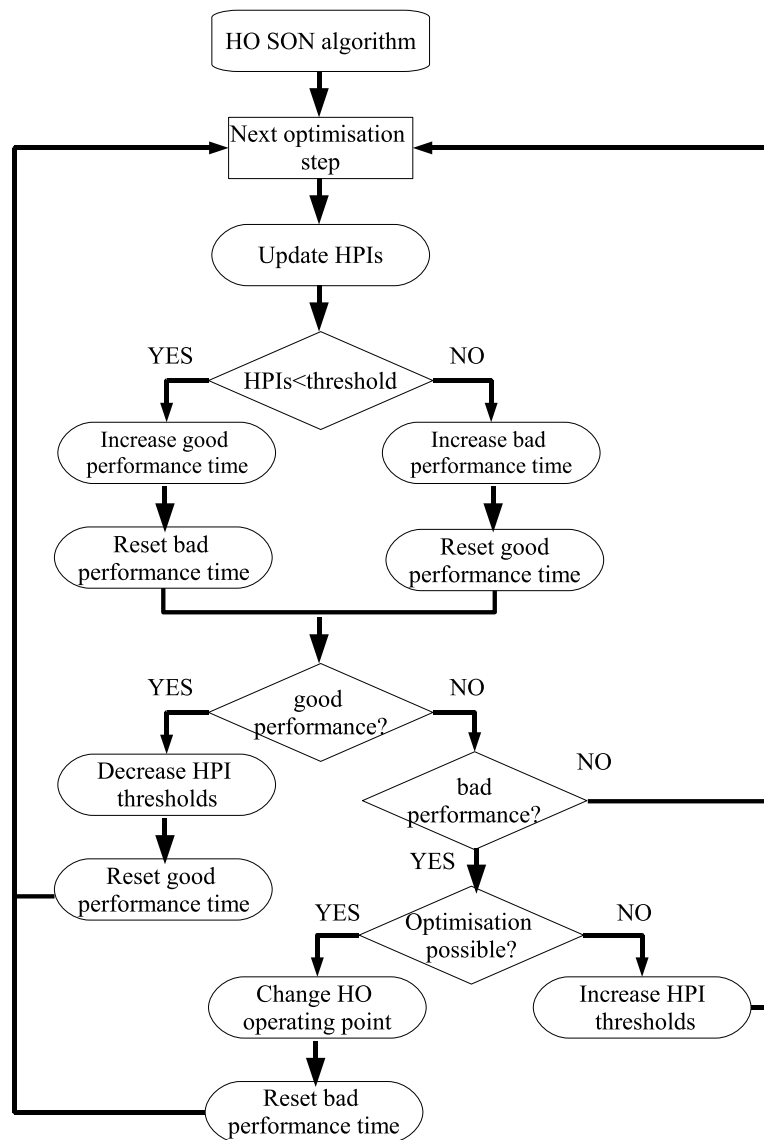 HO SON algorithm
Next optimisation
step
Update HPIs
YES
NO
HPIs<threshold
Increase good
performance time
Increase bad
performance time
Reset bad
performance time
Reset good
performance time
YES
NO
good
performance?
Decrease HPI
thresholds
NO
bad
performance?
YES
Reset good
performance time
YES
NO
Optimisation
possible?
Change HO
operating point
Increase HPI
thresholds
Reset bad
performance time